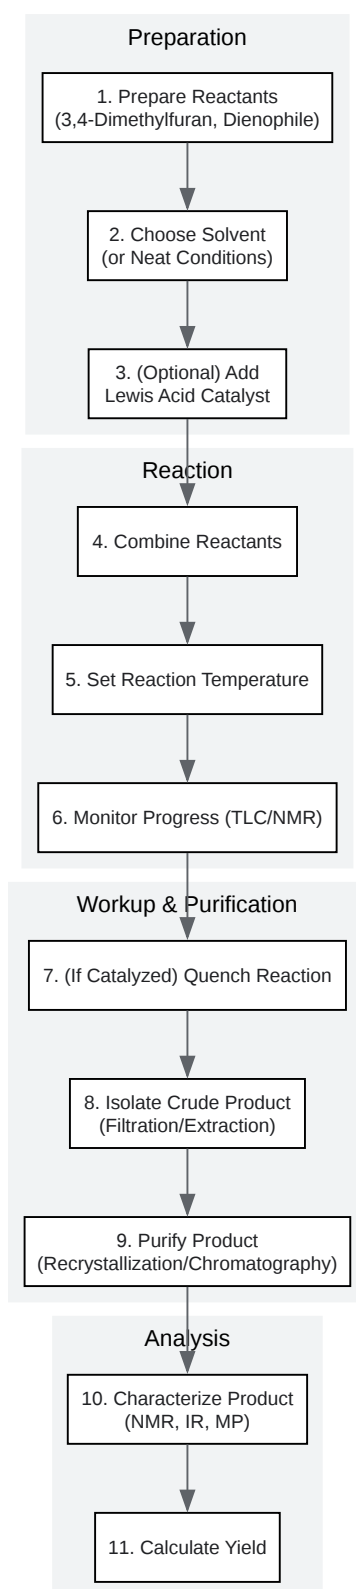 Preparation
1. Prepare Reactants
(3,4-Dimethylfuran, Dienophile)
2. Choose Solvent
(or Neat Conditions)
3. (Optional) Add
Lewis Acid Catalyst
Reaction
4. Combine Reactants
5. Set Reaction Temperature
6. Monitor Progress (TLC/NMR)
Workup & Purification
7. (If Catalyzed) Quench Reaction
8. Isolate Crude Product
(Filtration/Extraction)
9. Purify Product
(Recrystallization/Chromatography)
Analysis
10. Characterize Product
(NMR, IR, MP)
11. Calculate Yield